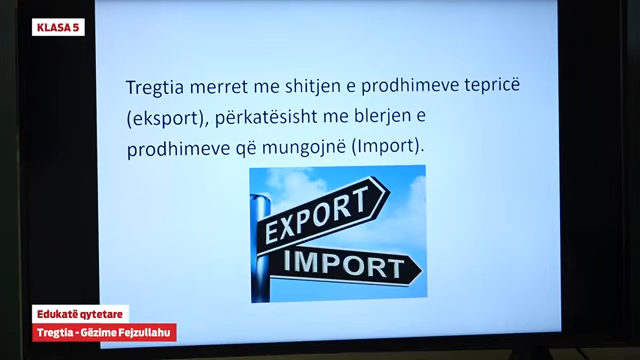 KLASA 5
Tregtia merret me shitjen e prodhimeve tepricë
(eksport), përkatësisht me blerjen e
prodhimeve që mungojnë (Import).
EXPORT
IMPORT
Edukatë qytetare
Tregtia - Gëzime Fejzullahu